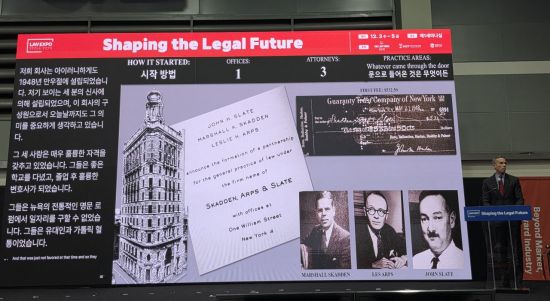 LAW EXPO
Shaping the Legal Future
HOW IT STARTED:
시작 방법
OFFICES:
1
ATTORNEYS:
3
PRACTICE AREAS:
Whatever came through the door
문으로 들어온 것은 무엇이든
저희 회사는 아이러니하게도
1948년 만우절에 설립되었습니
다. 저기 보이는 세 분의 신사에
의해 설립되었으며, 이 회사의 구
성원으로서 오늘날까지도 그 의
미를 중요하게 생각하고 있습니
다.
그 세 사람은 매우 훌륭한 자격을
갖추고 있었습니다. 그들은 좋은
학교를 다녔고, 졸업 후 훌륭한
변호사가 되었습니다.
그들은 뉴욕의 전통적인 명문 로
펌에서 일자리를 구할 수 없었습
니다. 그들은 유대인과 가톨릭 혈
통이었습니다.
And that was just not favored at that time and so they
JOHN H. SLATE
MARSHALL K. SKADDEN
LESLIE H. ARPS
announce the formation of a partnership
for the general practice of law under
the firm name of
SKADDEN, ARPS & SLATE
with offices at
One William Street
New York 4
FIRST FEE:
Guaranty Trust Company of New York
MARSHALL SKADDEN
LES ARPS
JOHN SLATE
LAW EXPO
Shaping the Legal Future
Beyond Market,